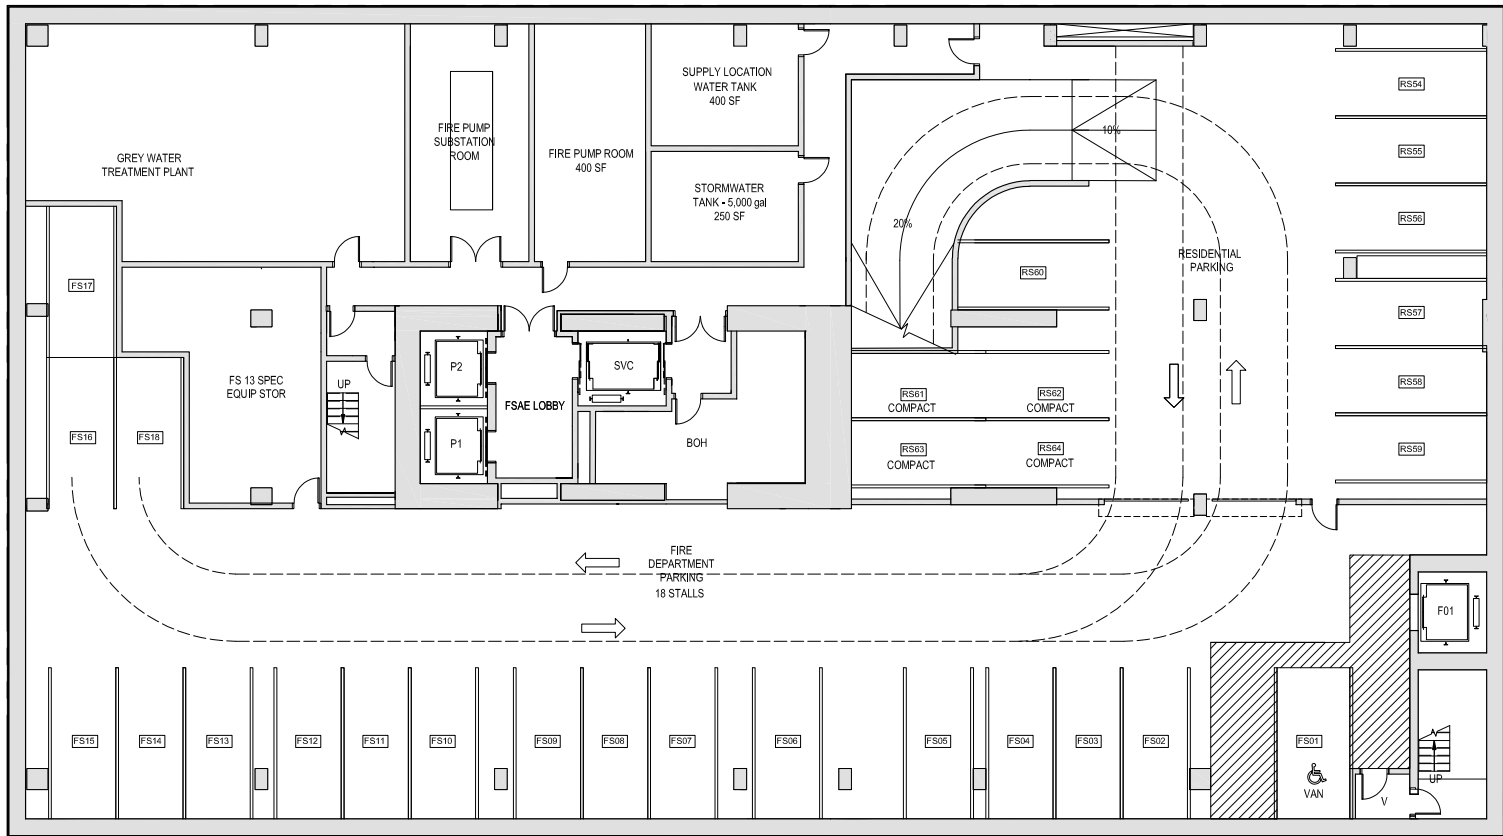 SUPPLY LOCATION
WATER TANK
400 SF
RS54
FIRE PUMP
SUBSTATION
ROOM
10%
GREY WATER
TREATMENT PLANT
FIRE PUMP ROOM
400 SF
RS55
STORMWATER
TANK - 5,000 gal
250 SF
20%
RS56
RESIDENTIAL
PARKING
RS60
FS17
RS57
P2
SVC
FS 13 SPEC
EQUIP STOR
UP
RS58
RS61
COMPACT
RS62
COMPACT
FSAE LOBBY
FS16
FS18
P1
BOH
RS63
COMPACT
RS64
COMPACT
RS59
FIRE
DEPARTMENT
PARKING
18 STALLS
F01
FS15
FS14
FS13
FS12
FS11
FS10
FS09
FS08
FS07
FS06
FS05
FS04
FS03
FS02
FS01
VAN
V
UP